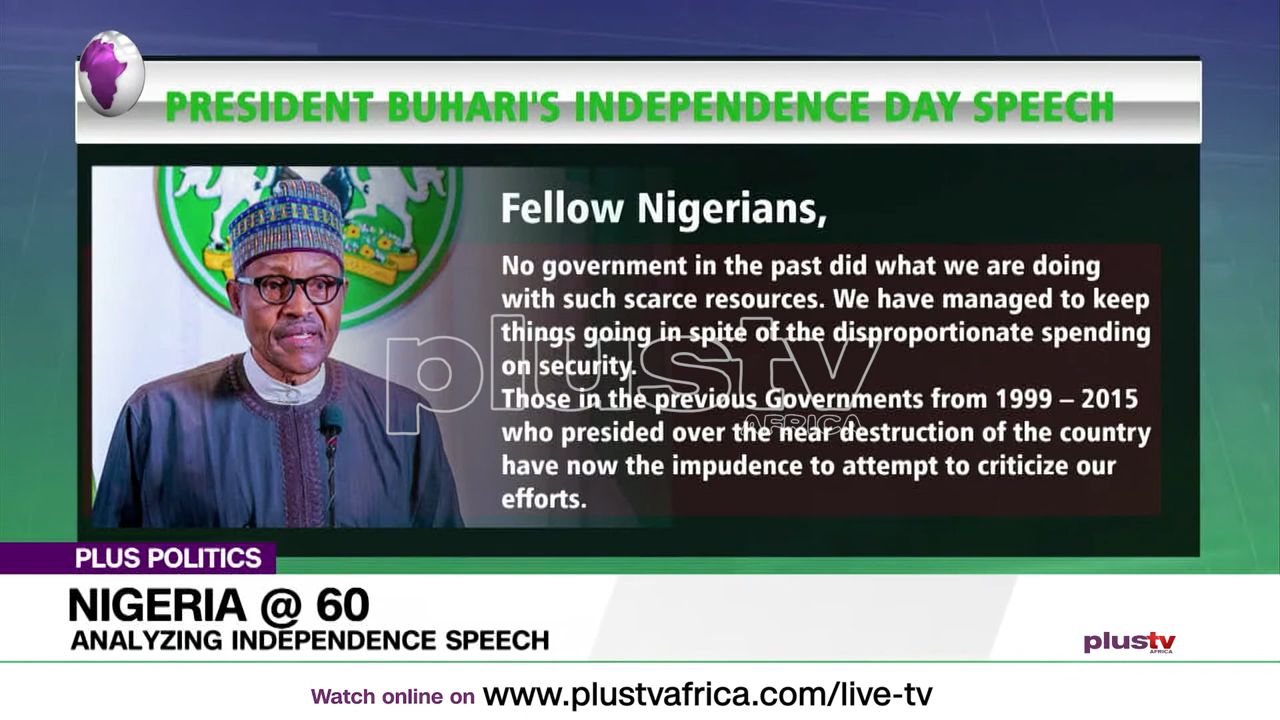 PRESIDENT BUHARI'S INDEPENDENCE DAY SPEECH
Fellow Nigerians,
No government in the past did what we are doing
with such scarce resources. We have managed to keep
things going in spite of the disproportionate spending
on security.
Those in the previous Governments from 1999 – 2015
who presided over the near destruction of the country
have now the impudence to attempt to criticize our
efforts.
plustv
AFRICA
PLUS POLITICS
NIGERIA @ 60
ANALYZING INDEPENDENCE SPEECH
plustv
AFRICA
Watch online on www.plustvafrica.com/live-tv